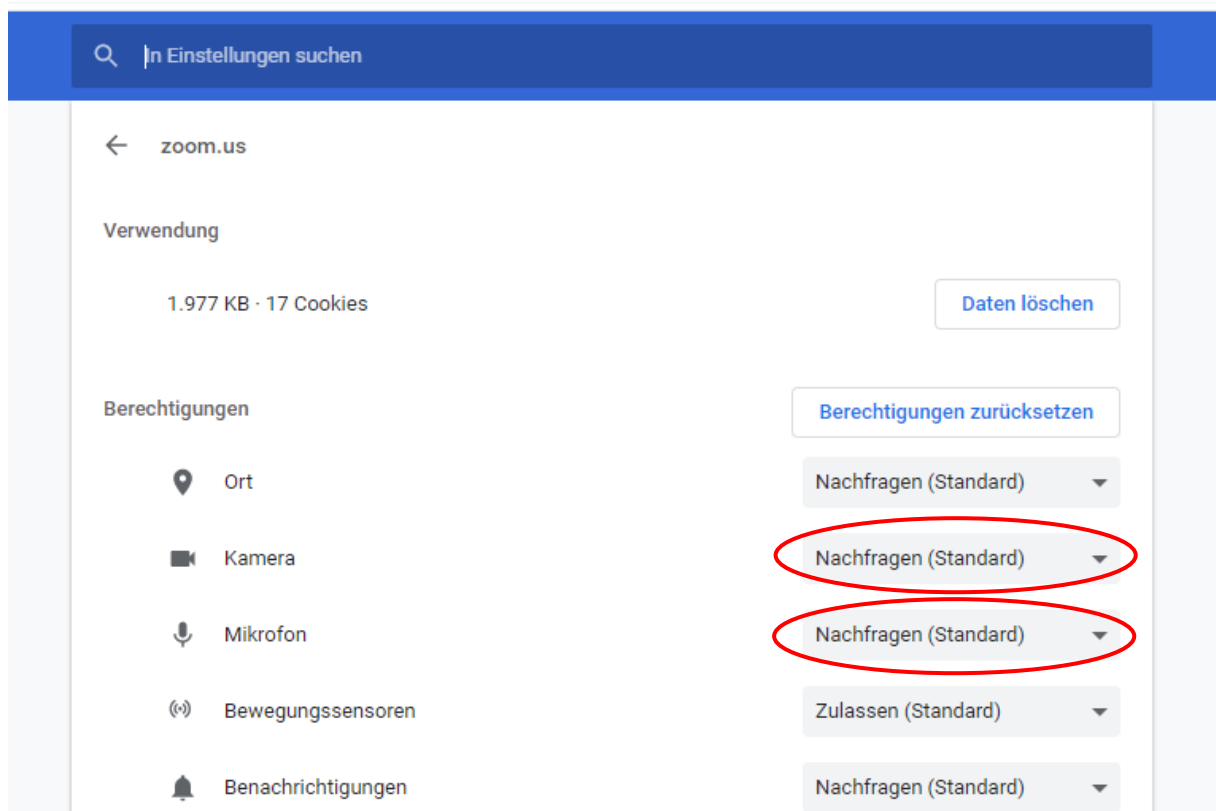 In Einstellungen suchen
zoom.us
Verwendung
1.977 KB · 17 Cookies
Daten löschen
Berechtigungen
Berechtigungen zurücksetzen
Ort
Nachfragen (Standard)
Kamera
Nachfragen (Standard)
Mikrofon
Nachfragen (Standard)
Bewegungssensoren
Zulassen (Standard)
Benachrichtigungen
Nachfragen (Standard)